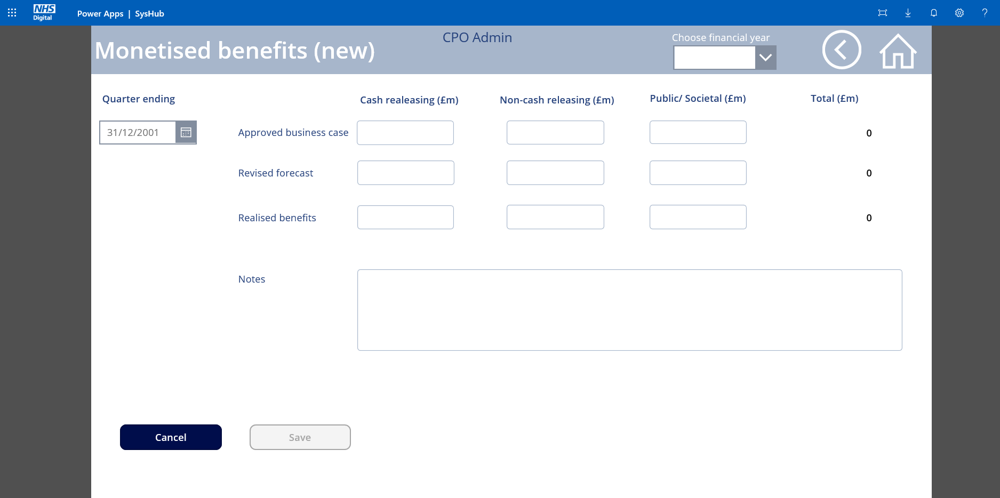 NHS
Digital
Power Apps | SysHub
Monetised benefits (new)
CPO Admin
Choose financial year
Quarter ending
Cash realeasing (£m)
Non-cash releasing (£m)
Public/ Societal (£m)
Total (£m)
31/12/2001
Approved business case
0
Revised forecast
0
Realised benefits
0
Notes
Cancel
Save